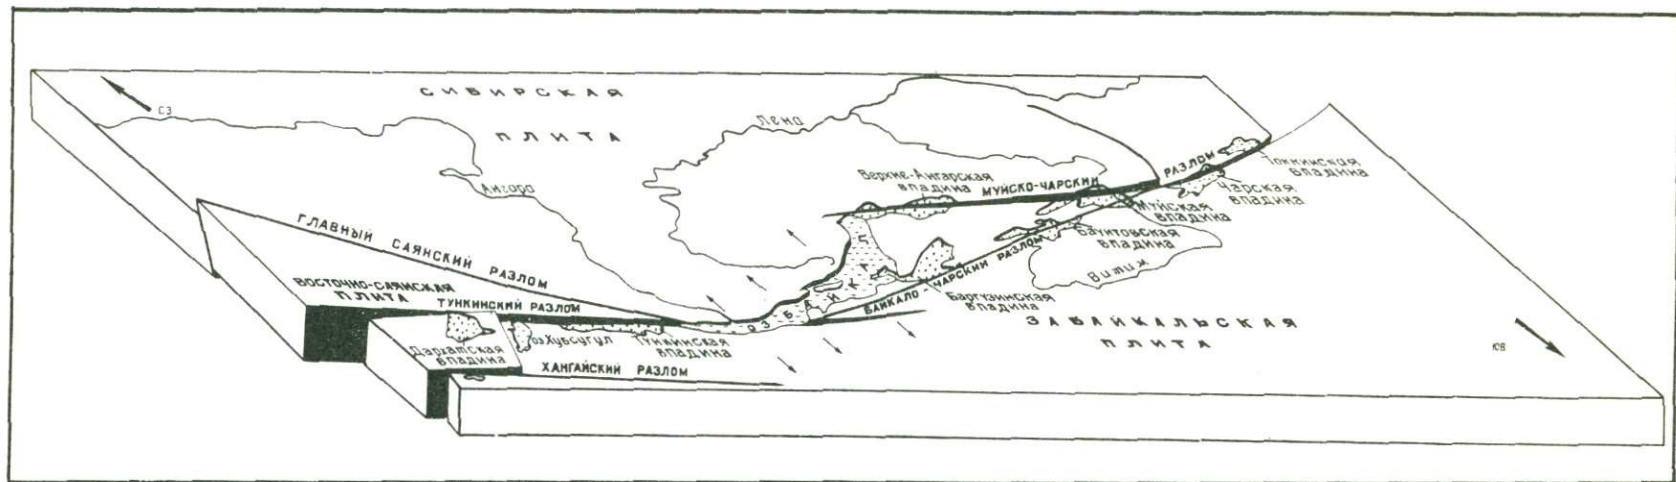 СИБИРСКАЯ
ПЛИТА
СЗ
Лена
Ангара
Верхне-Ангарская
впадина
МУЙСКО-ЧАРСКИЙ РАЗЛОМ
Токкинская
впадина
Чарская
впадина
Муйская
впадина
Баунтовская
впадина
Витим
ГЛАВНЫЙ САЯНСКИЙ РАЗЛОМ
ВОСТОЧНО-САЯНСКАЯ
ПЛИТА
ТУНКИНСКИЙ РАЗЛОМ
ОЗ БАЙКАЛ
БАЙКАЛО-ЧАРСКИЙ РАЗЛОМ
Баргузинская
впадина
ЗАБАЙКАЛЬСКАЯ
ПЛИТА
ЮВ
Дархатская
впадина
оз Хубсугул
Тункинская
впадина
ХАНГАЙСКИЙ РАЗЛОМ